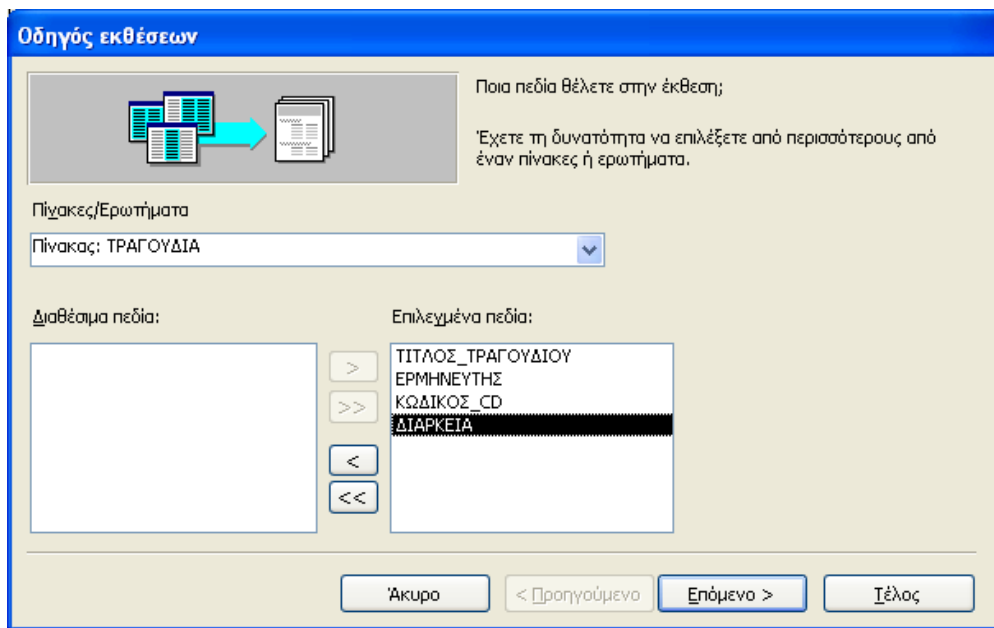 Οδηγός εκθέσεων
Ποια πεδία θέλετε στην έκθεση;
Έχετε τη δυνατότητα να επιλέξετε από περισσότερους από
έναν πίνακες ή ερωτήματα.
Πίνακες/Ερωτήματα
Πίνακας: ΤΡΑΓΟΥΔΙΑ
Διαθέσιμα πεδία:
Επιλεγμένα πεδία:
ΤΙΤΛΟΣ_ΤΡΑΓΟΥΔΙΟΥ
ΕΡΜΗΝΕΥΤΗΣ
ΚΩΔΙΚΟΣ_CD
ΔΙΑΡΚΕΙΑ
>
>>
<
<<
Άκυρο
< Προηγούμενο
Επόμενο >
Τέλος